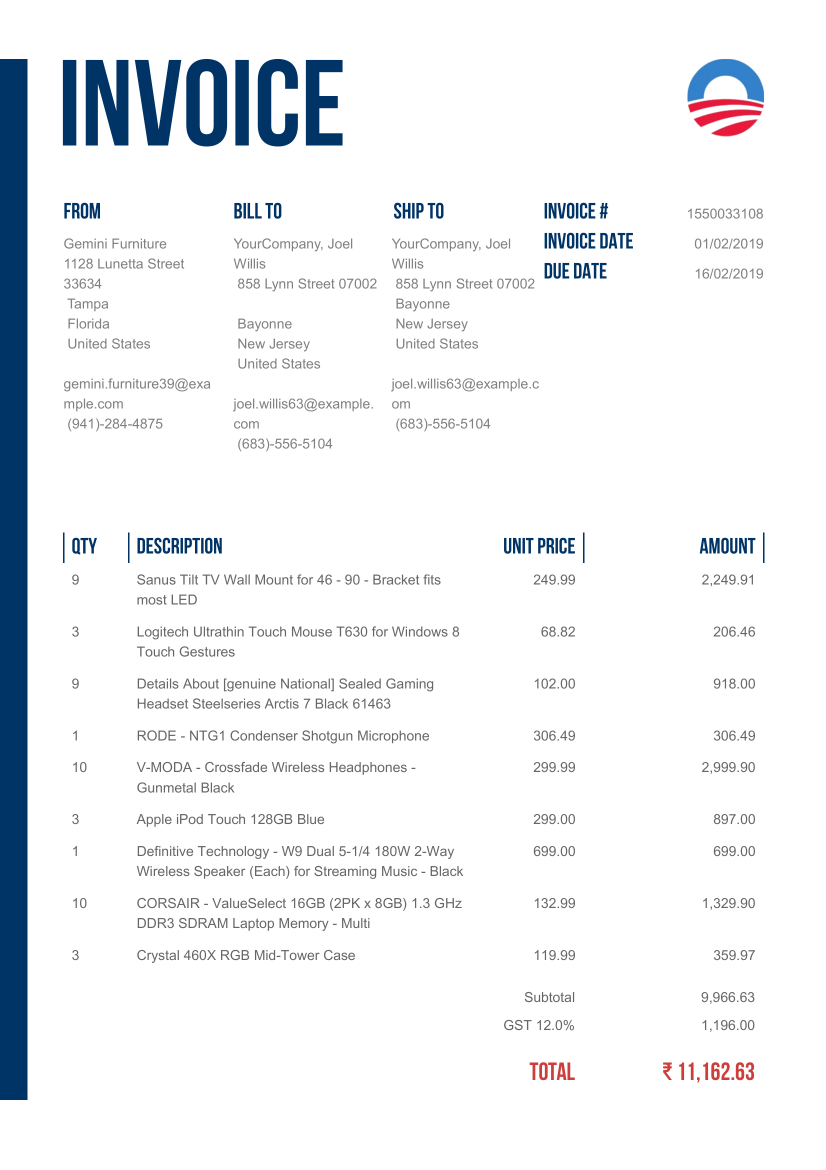 INVOICE
FROM
Gemini Furniture
1128 Lunetta Street
33634
Tampa
Florida
United States
gemini.furniture39@exa
mple.com
(941)-284-4875
BILL TO
YourCompany, Joel
Willis
858 Lynn Street 07002
Bayonne
New Jersey
United States
joel.willis63@example.
com
(683)-556-5104
SHIP TO
YourCompany, Joel
Willis
858 Lynn Street 07002
Bayonne
New Jersey
United States
joel.willis63@example.c
om
(683)-556-5104
INVOICE # 1550033108
INVOICE DATE 01/02/2019
DUE DATE 16/02/2019
QTY DESCRIPTION UNIT PRICE AMOUNT
9 Sanus Tilt TV Wall Mount for 46 - 90 - Bracket fits 249.99 2,249.91
most LED
3 Logitech Ultrathin Touch Mouse T630 for Windows 8 68.82 206.46
Touch Gestures
9 Details About [genuine National] Sealed Gaming 102.00 918.00
Headset Steelseries Arctis 7 Black 61463
1 RODE - NTG1 Condenser Shotgun Microphone 306.49 306.49
10 V-MODA - Crossfade Wireless Headphones - 299.99 2,999.90
Gunmetal Black
3 Apple iPod Touch 128GB Blue 299.00 897.00
1 Definitive Technology - W9 Dual 5-1/4 180W 2-Way 699.00 699.00
Wireless Speaker (Each) for Streaming Music - Black
10 CORSAIR - ValueSelect 16GB (2PK x 8GB) 1.3 GHz 132.99 1,329.90
DDR3 SDRAM Laptop Memory - Multi
3 Crystal 460X RGB Mid-Tower Case 119.99 359.97
Subtotal 9,966.63
GST 12.0% 1,196.00
TOTAL ₹ 11,162.63